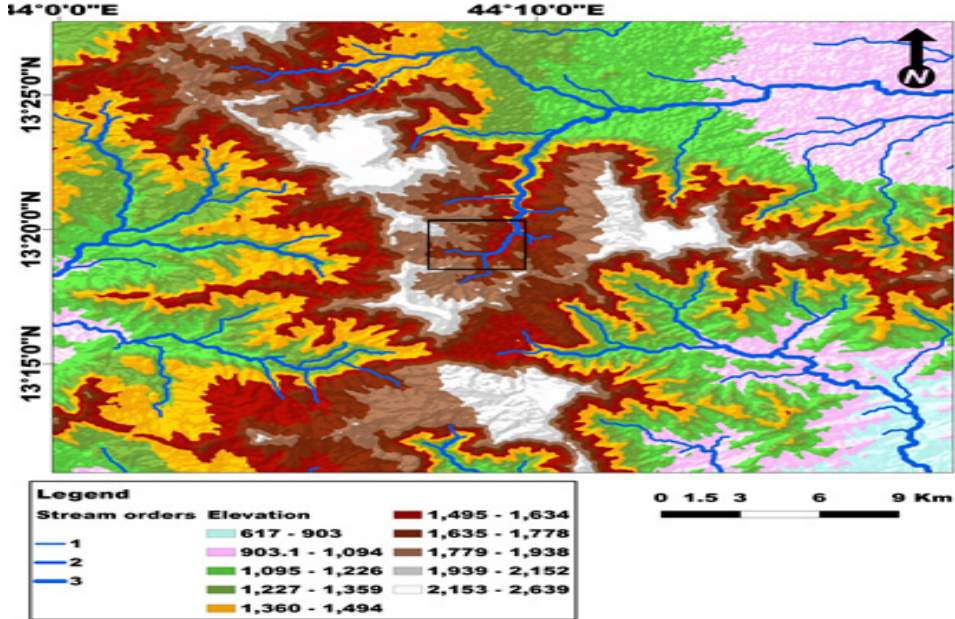 44°0'0"E
44°10'0"E
N
13°25'0"N
13°20'0"N
13°15'0"N
Legend
Stream orders
1
2
3
Elevation
617 - 903
903.1 - 1,094
1,095 - 1,226
1,227 - 1,359
1,360 - 1,494
1,495 - 1,634
1,635 - 1,778
1,779 - 1,938
1,939 - 2,152
2,153 - 2,639
0 1.5 3 6 9 Km